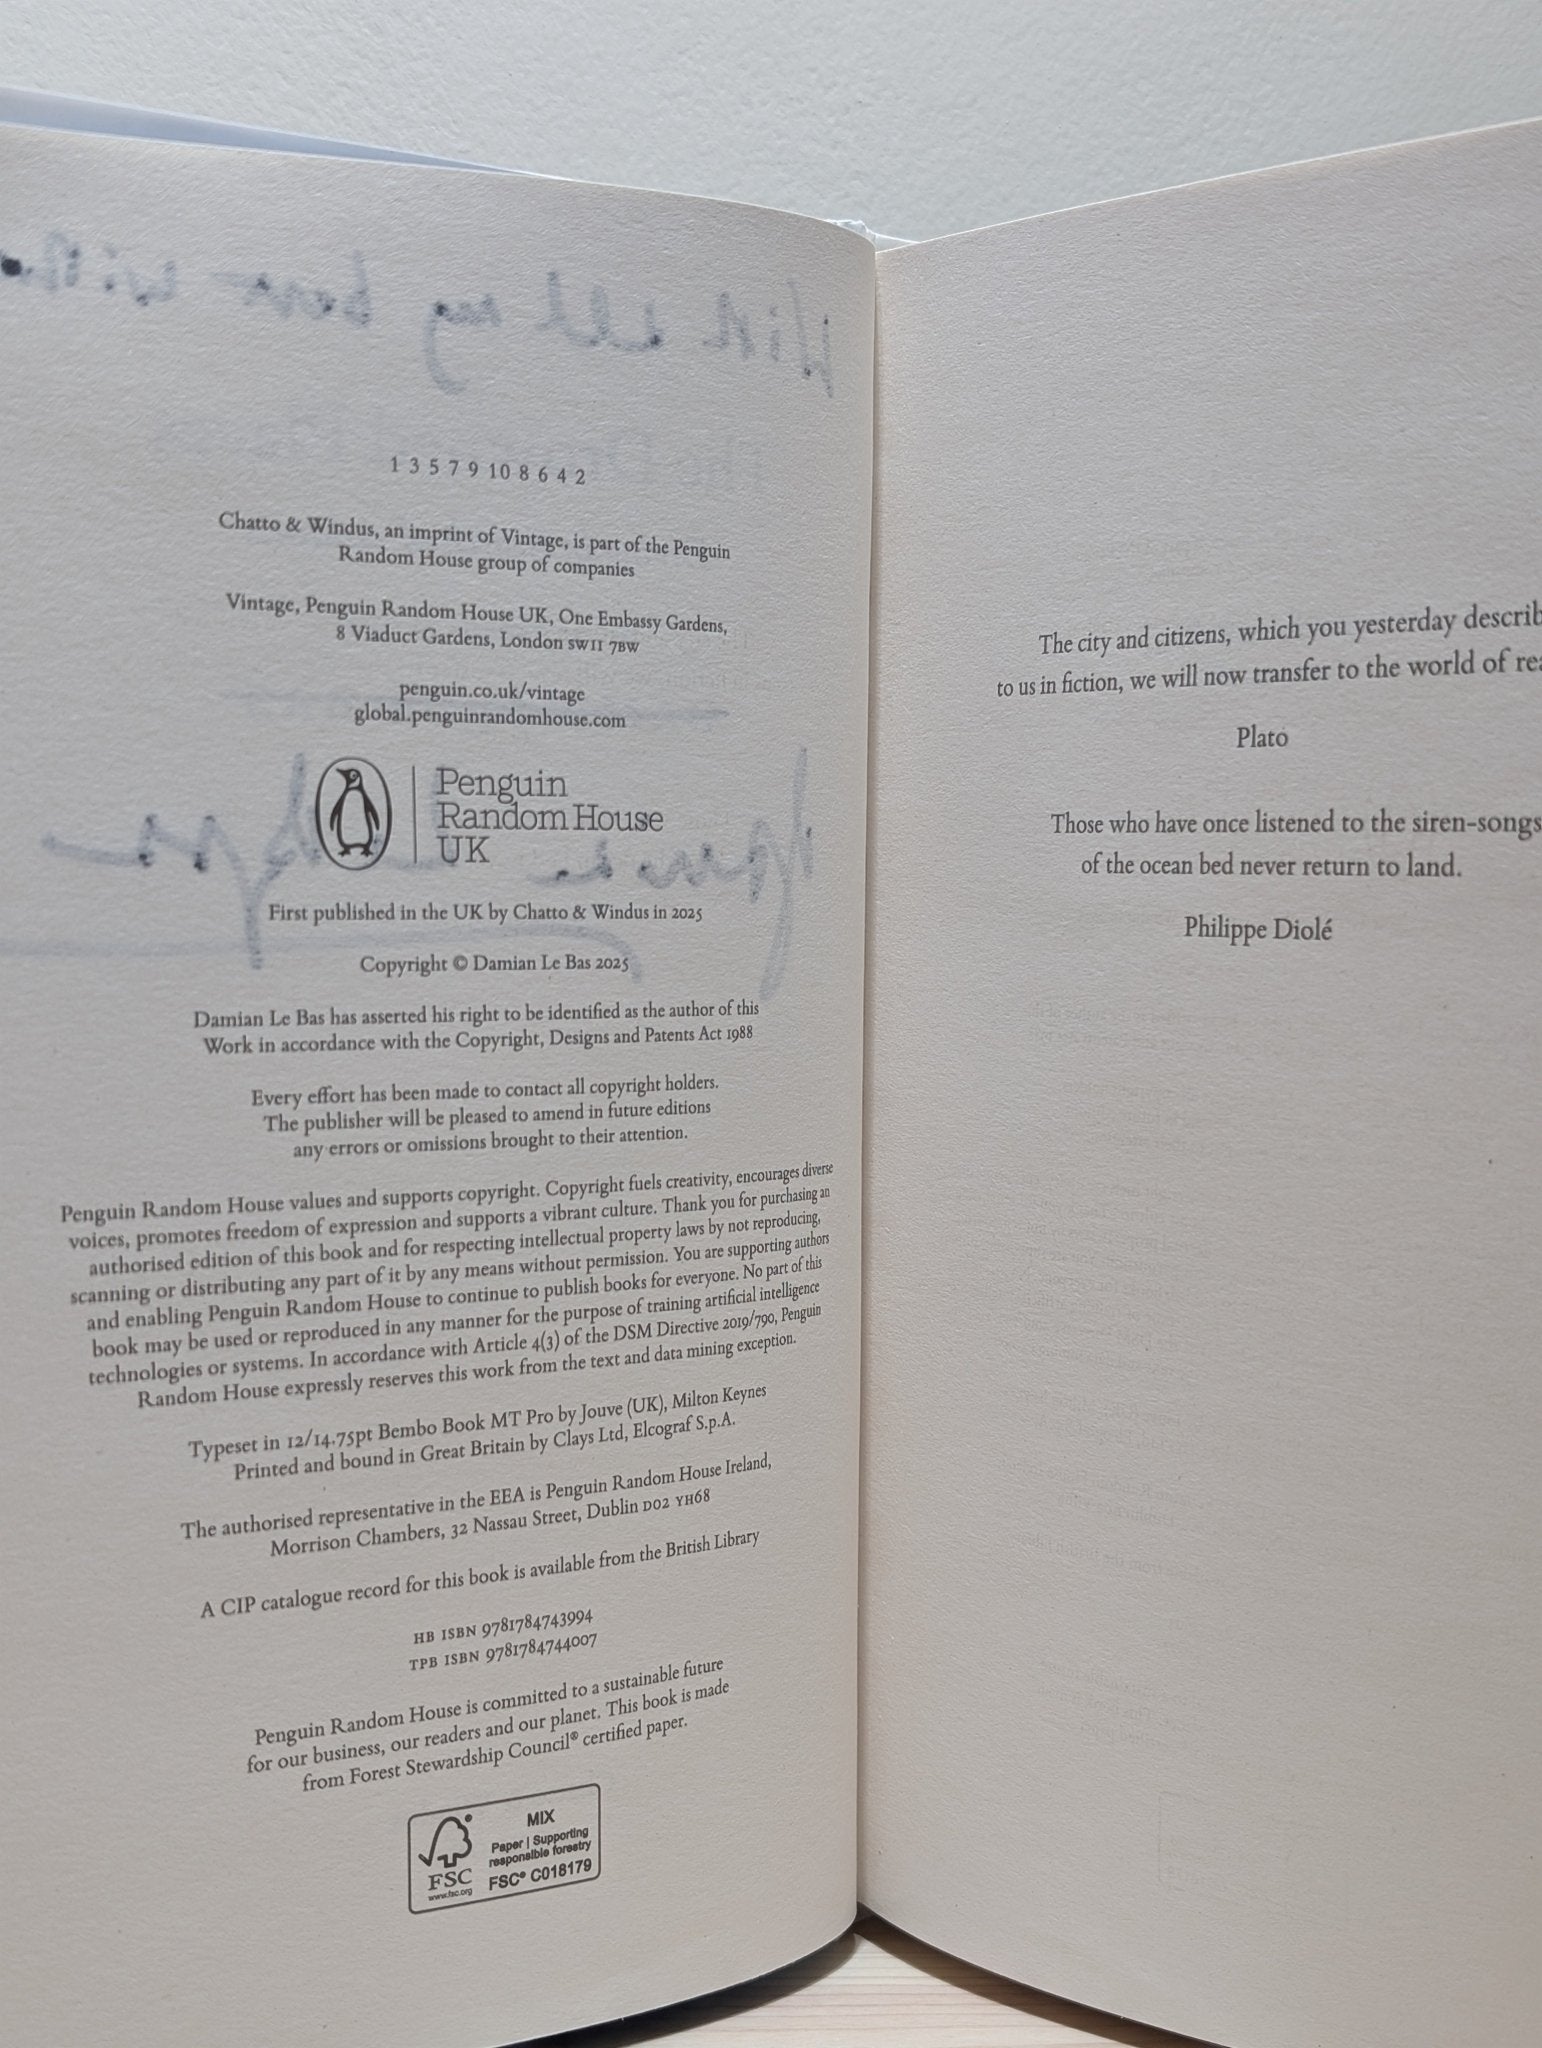 1 3 5 7 9 10 8 6 4 2
Chatto & Windus, an imprint of Vintage, is part of the Penguin
Random House group of companies
Vintage, Penguin Random House UK, One Embassy Gardens,
8 Viaduct Gardens, London SW11 7BW
penguin.co.uk/vintage
global.penguinrandomhouse.com
Penguin
Random House
UK
First published in the UK by Chatto & Windus in 2025
Copyright © Damian Le Bas 2025
Damian Le Bas has asserted his right to be identified as the author of this
Work in accordance with the Copyright, Designs and Patents Act 1988
Every effort has been made to contact all copyright holders.
The publisher will be pleased to amend in future editions
any errors or omissions brought to their attention.
Penguin Random House values and supports copyright. Copyright fuels creativity, encourages diverse
voices, promotes freedom of expression and supports a vibrant culture. Thank you for purchasing an
authorised edition of this book and for respecting intellectual property laws by not reproducing,
scanning or distributing any part of it by any means without permission. You are supporting authors
and enabling Penguin Random House to continue to publish books for everyone. No part of this
book may be used or reproduced in any manner for the purpose of training artificial intelligence
technologies or systems. In accordance with Article 4(3) of the DSM Directive 2019/790, Penguin
Random House expressly reserves this work from the text and data mining exception.
Typeset in 12/14.75pt Bembo Book MT Pro by Jouve (UK), Milton Keynes
Printed and bound in Great Britain by Clays Ltd, Elcograf S.p.A.
The authorised representative in the EEA is Penguin Random House Ireland,
Morrison Chambers, 32 Nassau Street, Dublin D02 YH68
A CIP catalogue record for this book is available from the British Library
HB ISBN 9781784743994
TPB ISBN 9781784744007
Penguin Random House is committed to a sustainable future
for our business, our readers and our planet. This book is made
from Forest Stewardship Council® certified paper.
FSC
www.fsc.org
MIX
Paper | Supporting
responsible forestry
FSC® C018179
The city and citizens, which you yesterday describ
to us in fiction, we will now transfer to the world of rea
Plato
Those who have once listened to the siren-songs
of the ocean bed never return to land.
Philippe Diolé